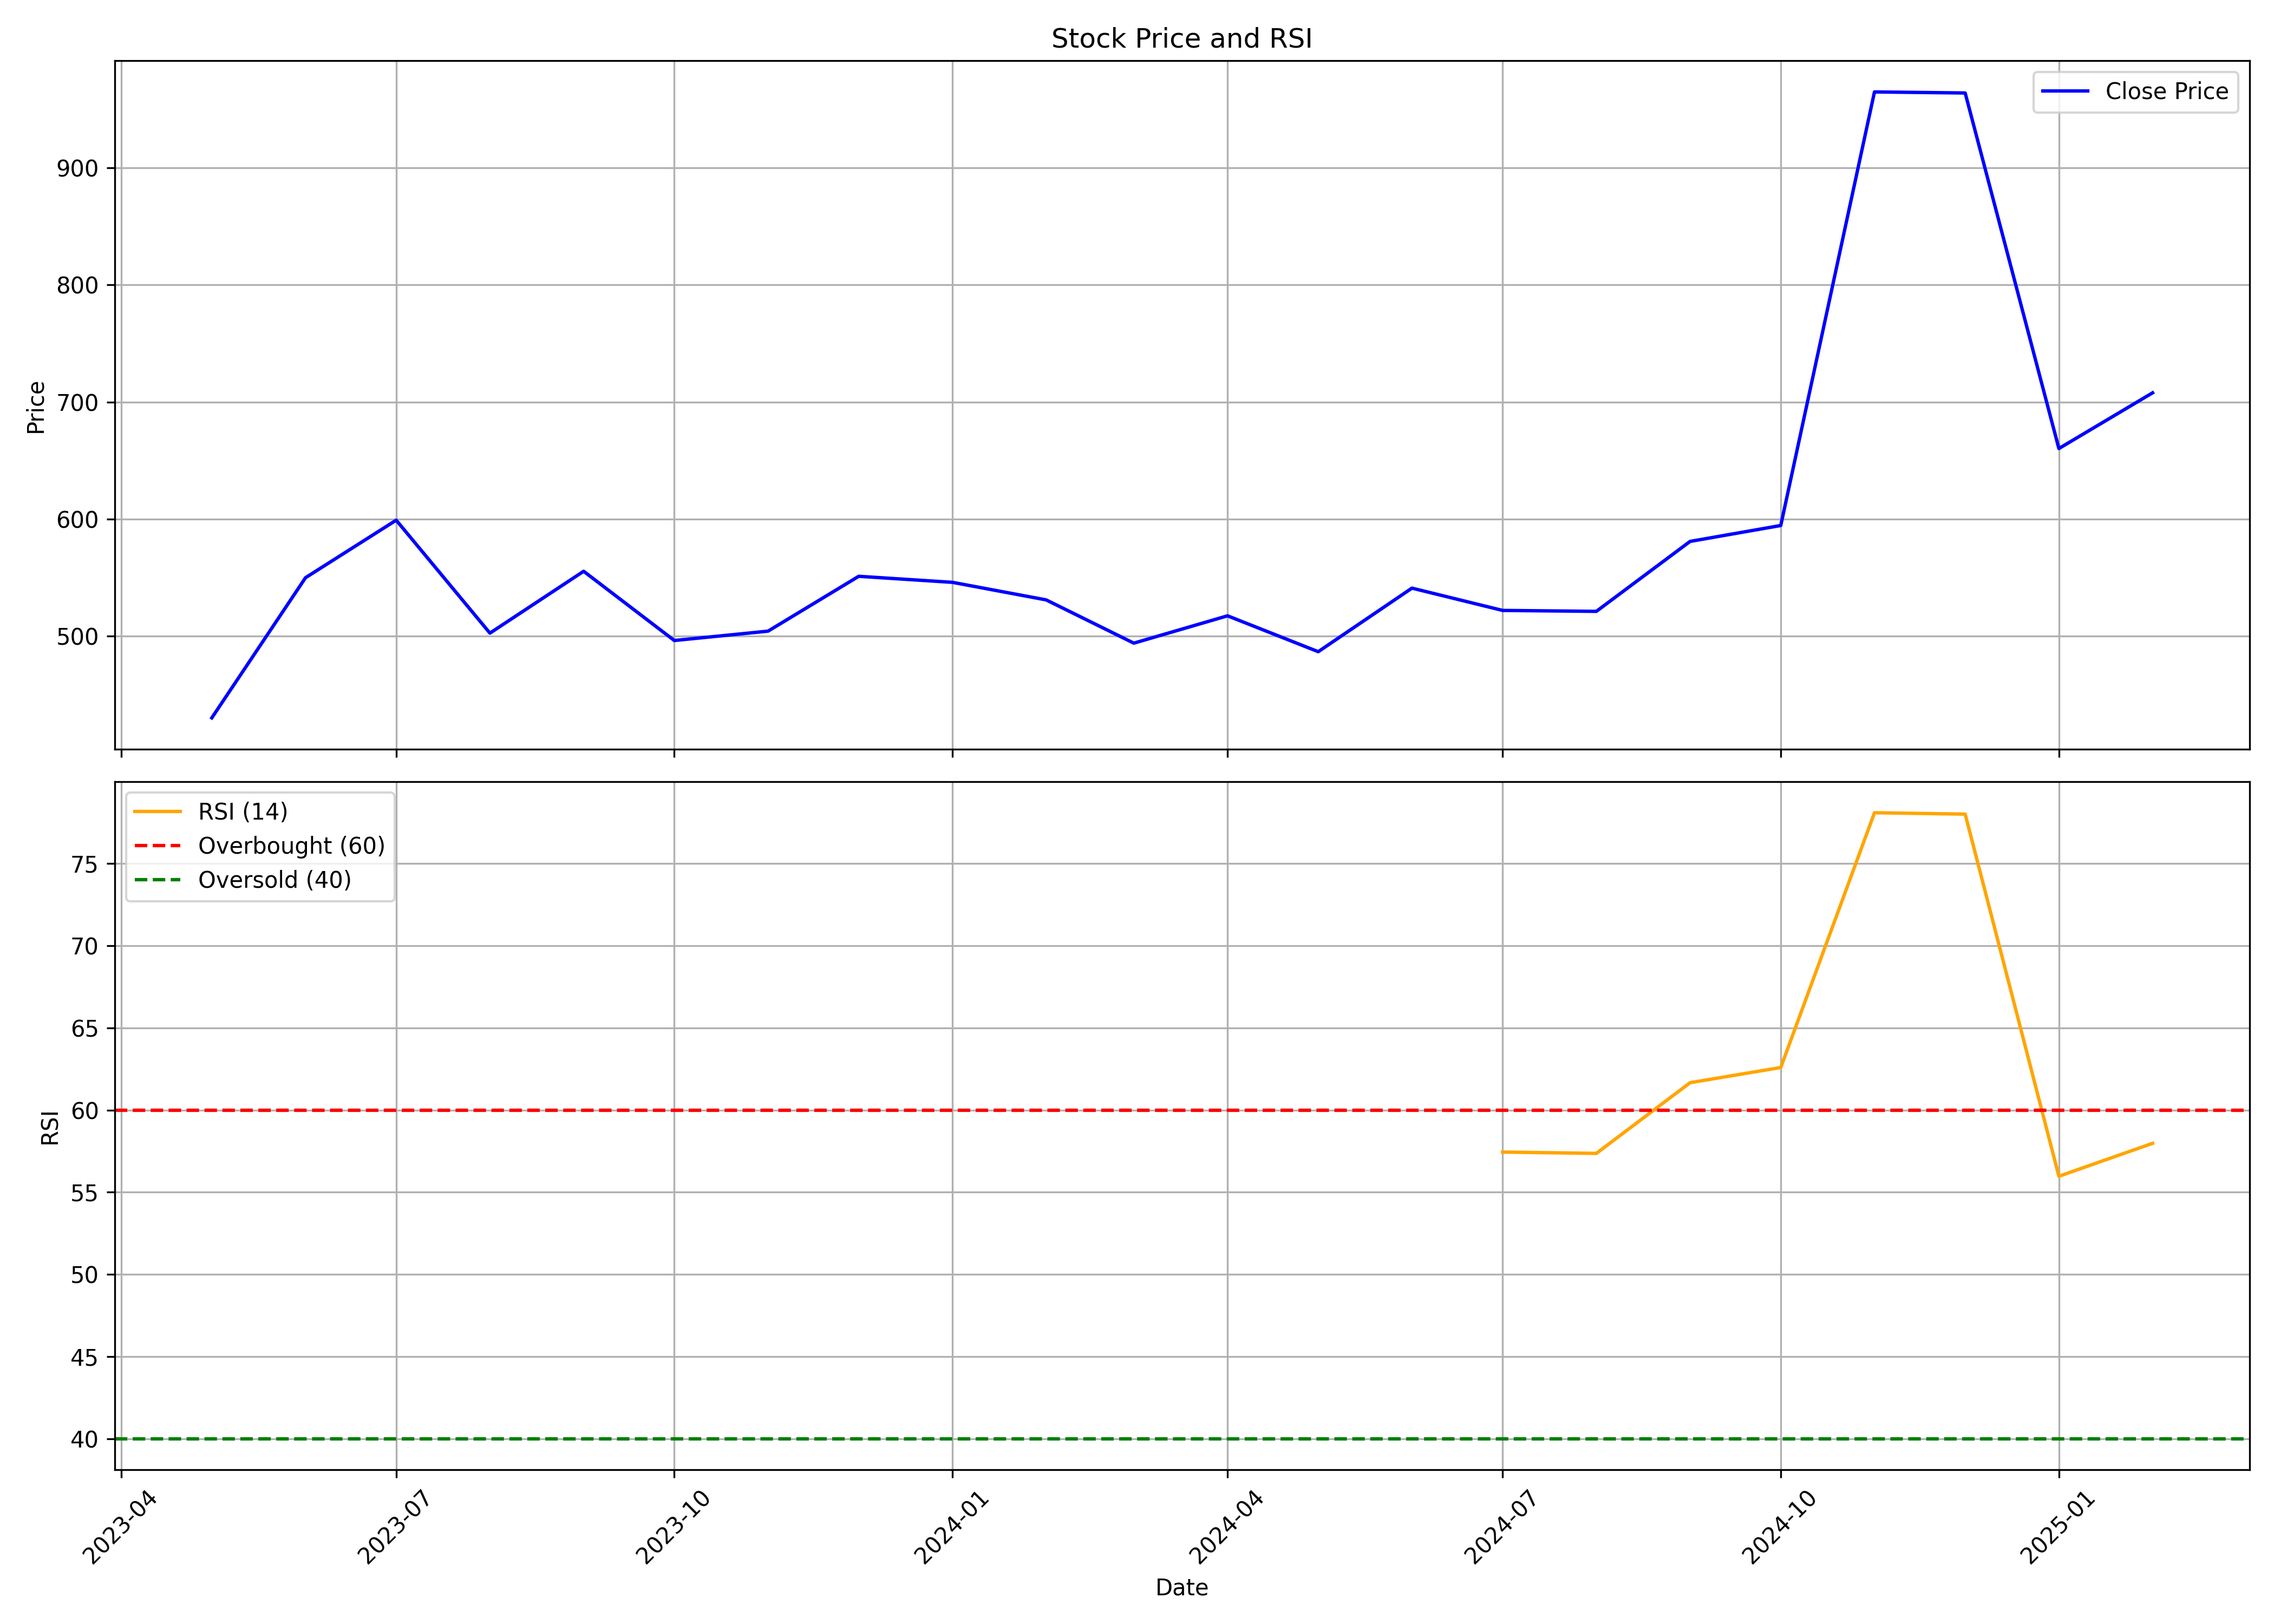 Stock Price and RSI
Close Price
900
800
700
600
500
Price
RSI (14)
Overbought (60)
Oversold (40)
75
70
65
60
55
50
45
40
RSI
2023-04
2023-07
2023-10
2024-01
2024-04
2024-07
2024-10
2025-01
Date